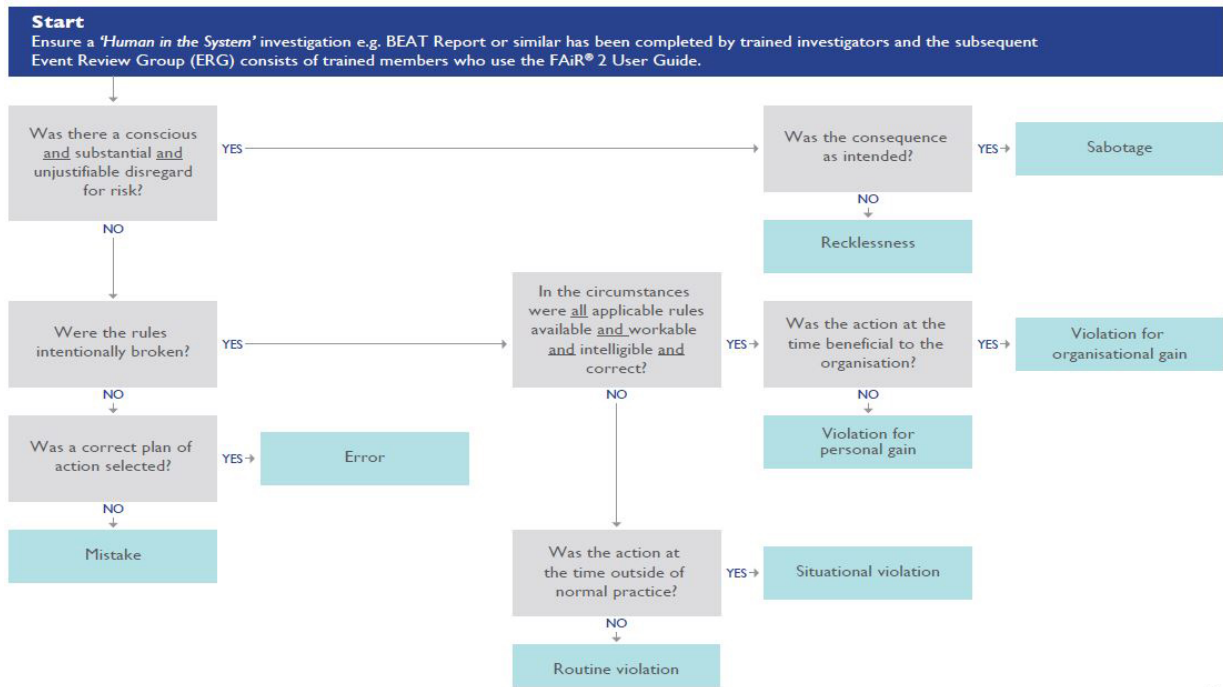 Start
Ensure a ‘Human in the System’ investigation e.g. BEAT Report or similar has been completed by trained investigators and the subsequent
Event Review Group (ERG) consists of trained members who use the FAiR® 2 User Guide.
Was there a conscious
and substantial and
unjustifiable disregard
for risk?
YES
Was the consequence
as intended?
YES
Sabotage
NO
NO
Recklessness
Were the rules
intentionally broken?
YES
In the circumstances
were all applicable rules
available and workable
and intelligible and
correct?
YES
Was the action at the
time beneficial to the
organisation?
YES
Violation for
organisational gain
NO
NO
NO
Was a correct plan of
action selected?
YES
Error
Violation for
personal gain
NO
Mistake
Was the action at
the time outside of
normal practice?
YES
Situational violation
NO
Routine violation